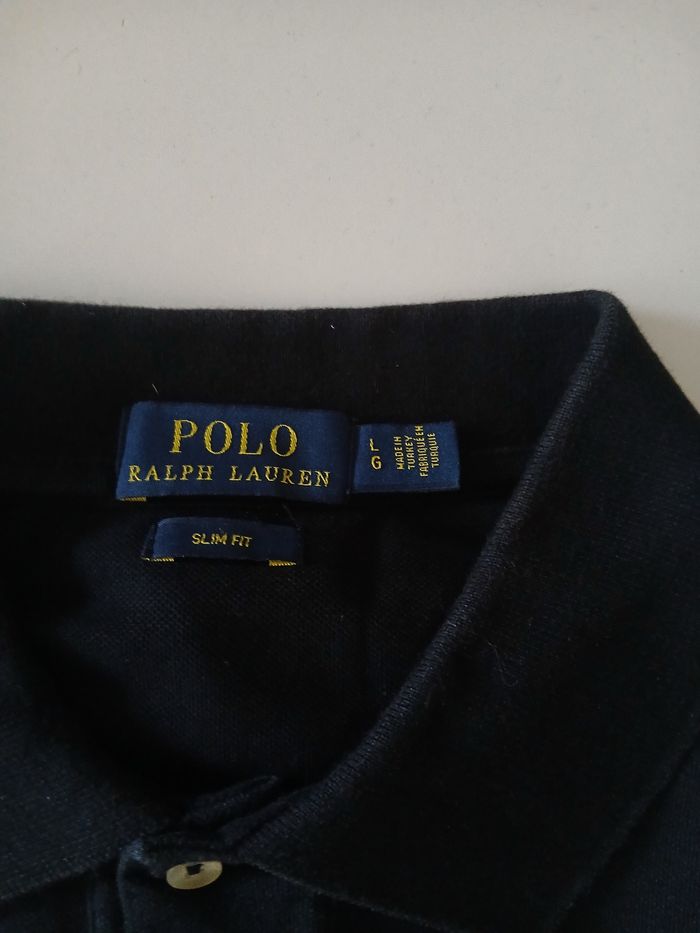 POLO
RALPH LAUREN
L
G
MADE IN
TURKEY
FABRIQUÉ EN
TURQUIE
SLIM FIT